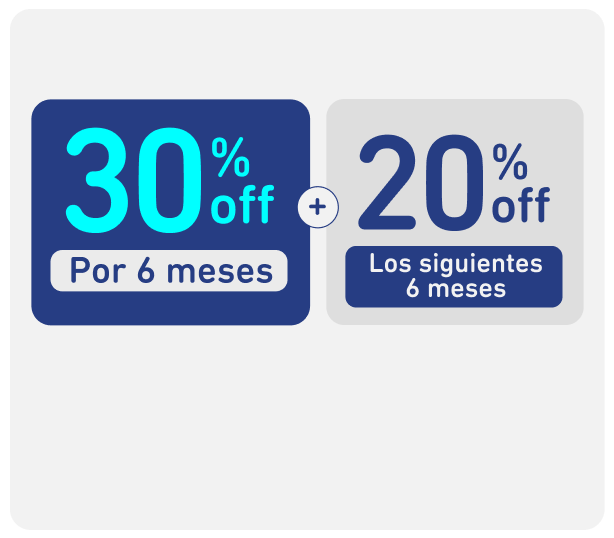 30% off
Por 6 meses
+
20% off
Los siguientes
6 meses